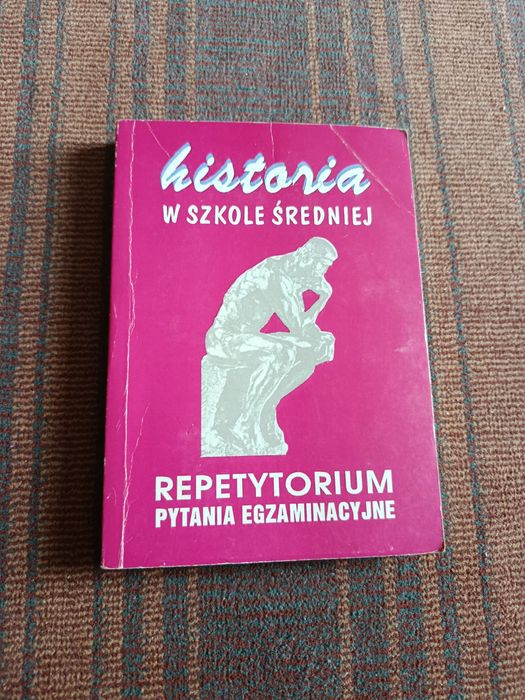 historia
W SZKOLE ŚREDNIEJ
REPETYTORIUM
PYTANIA EGZAMINACYJNE